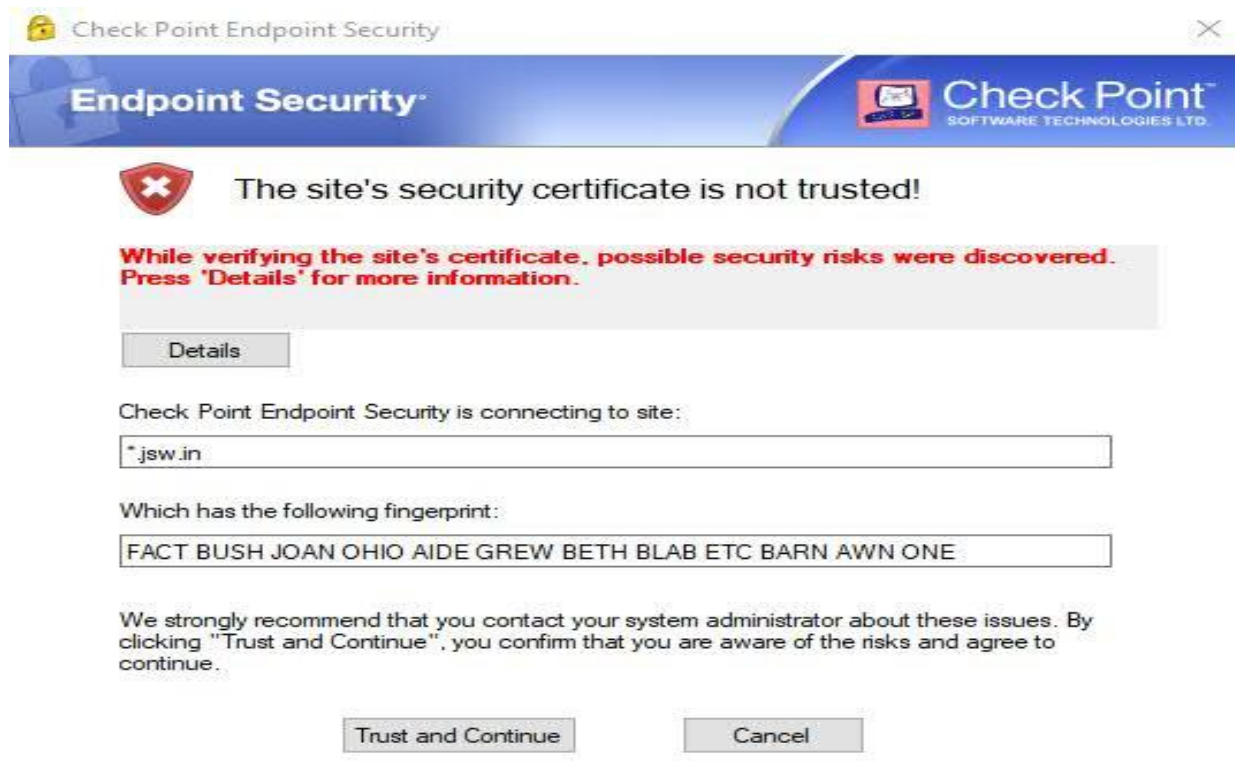 Check Point Endpoint Security
Endpoint Security
Check Point™
SOFTWARE TECHNOLOGIES LTD.
The site's security certificate is not trusted!
While verifying the site's certificate, possible security risks were discovered.
Press 'Details' for more information.
Details
Check Point Endpoint Security is connecting to site:
*.jsw.in
Which has the following fingerprint:
FACT BUSH JOAN OHIO AIDE GREW BETH BLAB ETC BARN AWN ONE
We strongly recommend that you contact your system administrator about these issues. By
clicking "Trust and Continue", you confirm that you are aware of the risks and agree to
continue.
Trust and Continue
Cancel